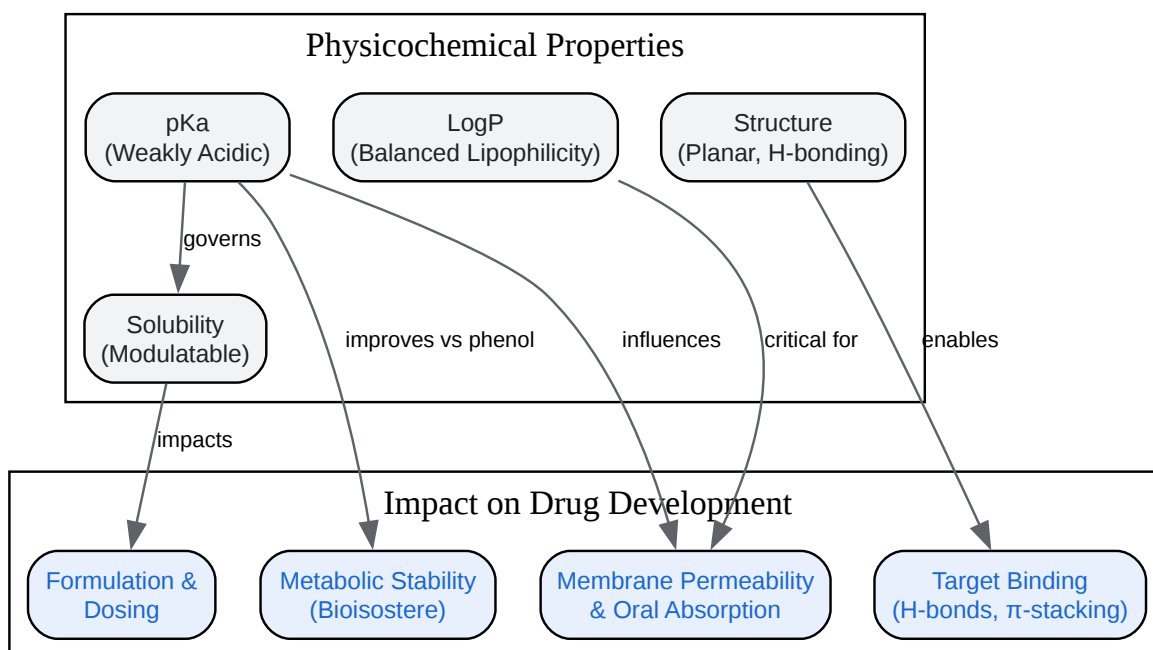 Physicochemical Properties
pKa
(Weakly Acidic)
LogP
(Balanced Lipophilicity)
Structure
(Planar, H-bonding)
governs
Solubility
(Modulatable)
improves vs phenol
influences
critical for
enables
impacts
Impact on Drug Development
Formulation &
Dosing
Metabolic Stability
(Bioisostere)
Membrane Permeability
& Oral Absorption
Target Binding
(H-bonds, π-stacking)